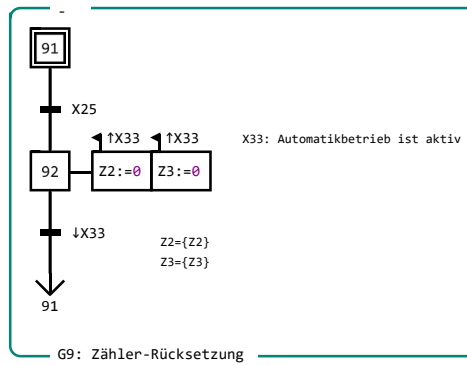 -
91
X25
↑X33 ↑X33
X33: Automatikbetrieb ist aktiv
92 Z2:=0 Z3:=0
↓X33
Z2={Z2}
Z3={Z3}
91
G9: Zähler-Rücksetzung